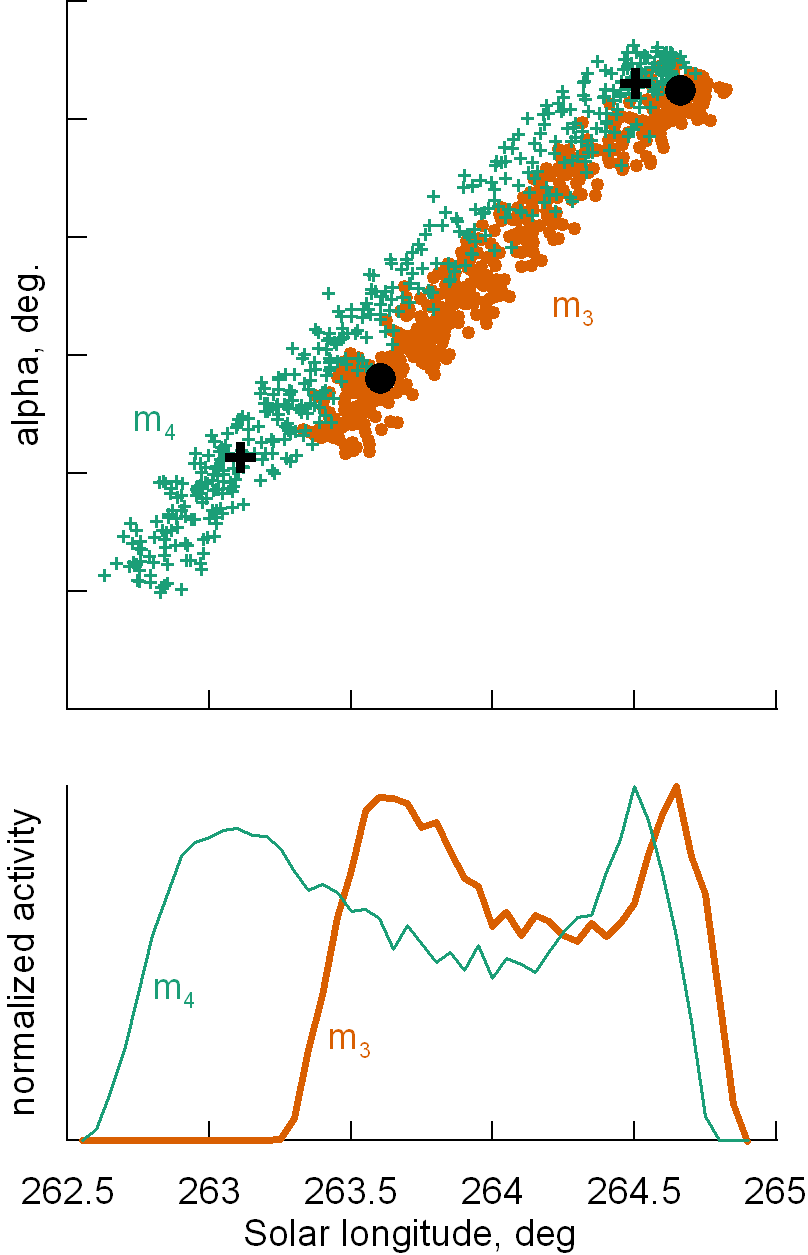 alpha, deg.
m₃
m₄
normalized activity
m₄
m₃
262.5 263 263.5 264 264.5 265
Solar longitude, deg